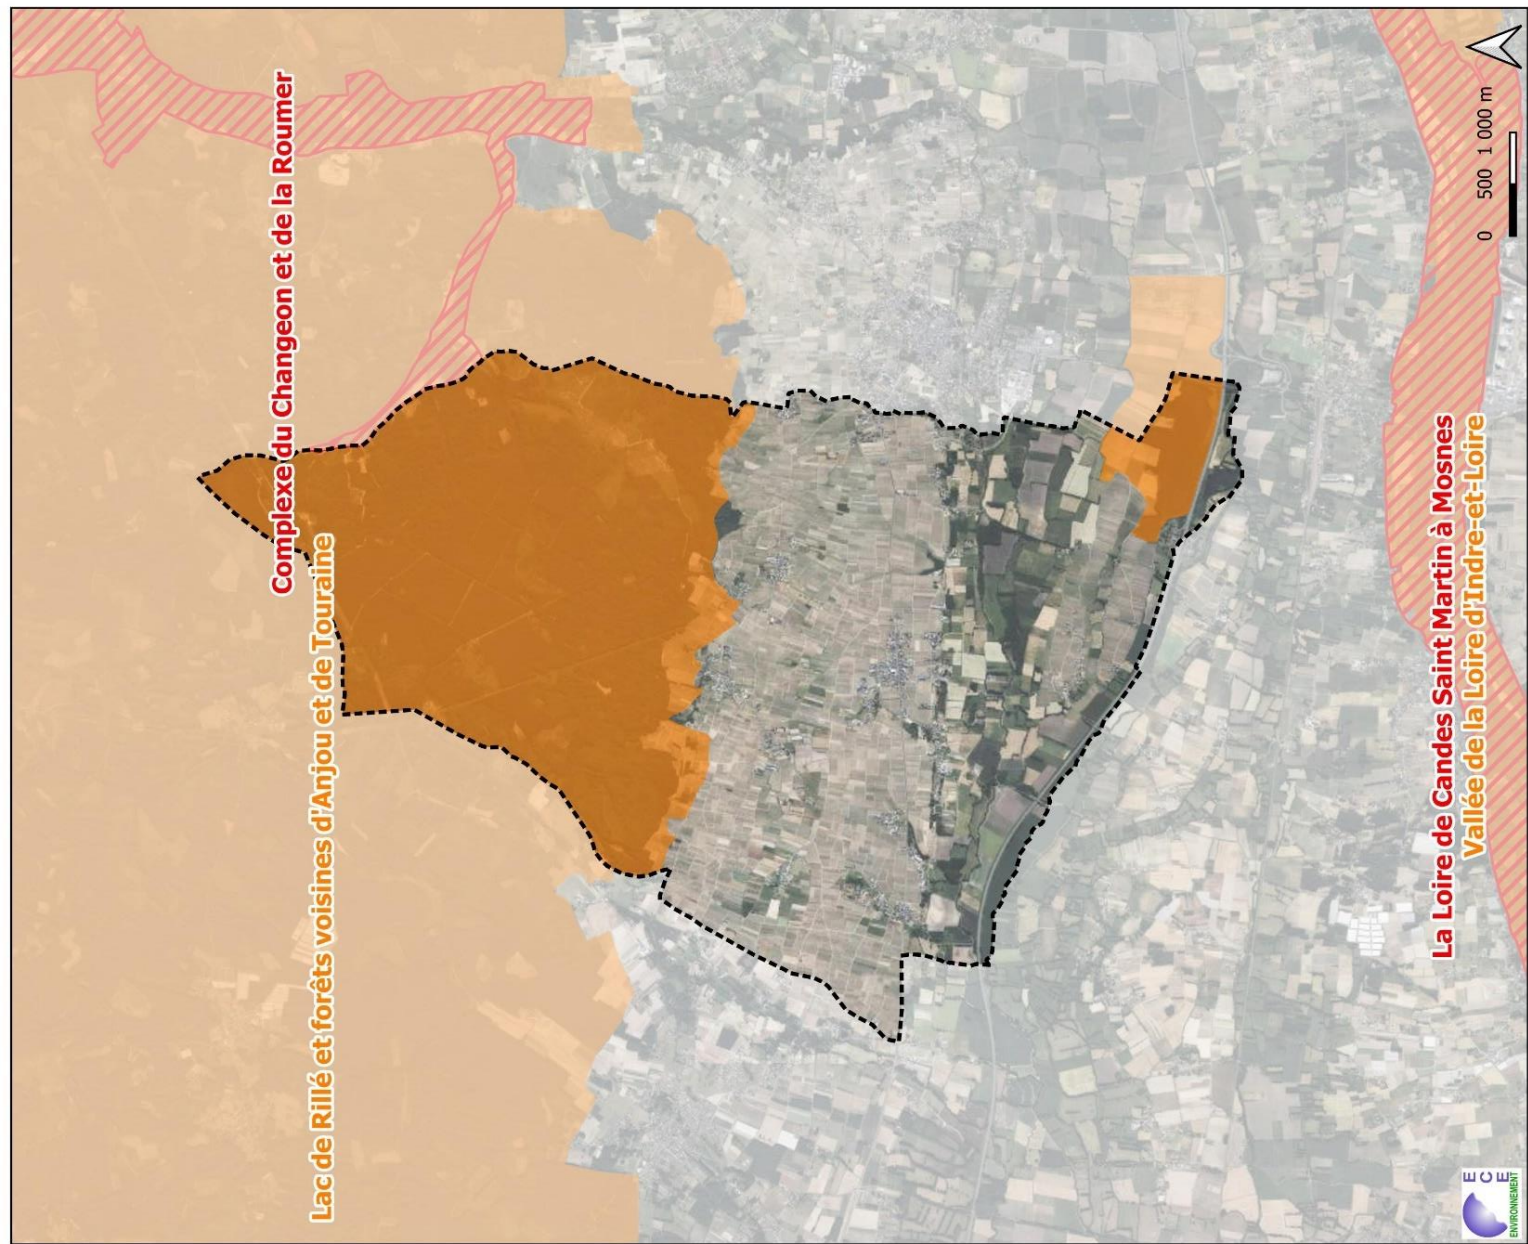 Complexe du Changeon et de la Roumer
Lac de Rillé et forêts voisines d'Anjou et de Touraine
La Loire de Candes Saint Martin à Mosnes
Vallée de la Loire d'Indre-et-Loire
0 500 1 000 m
E
C
E
ENVIRONNEMENT